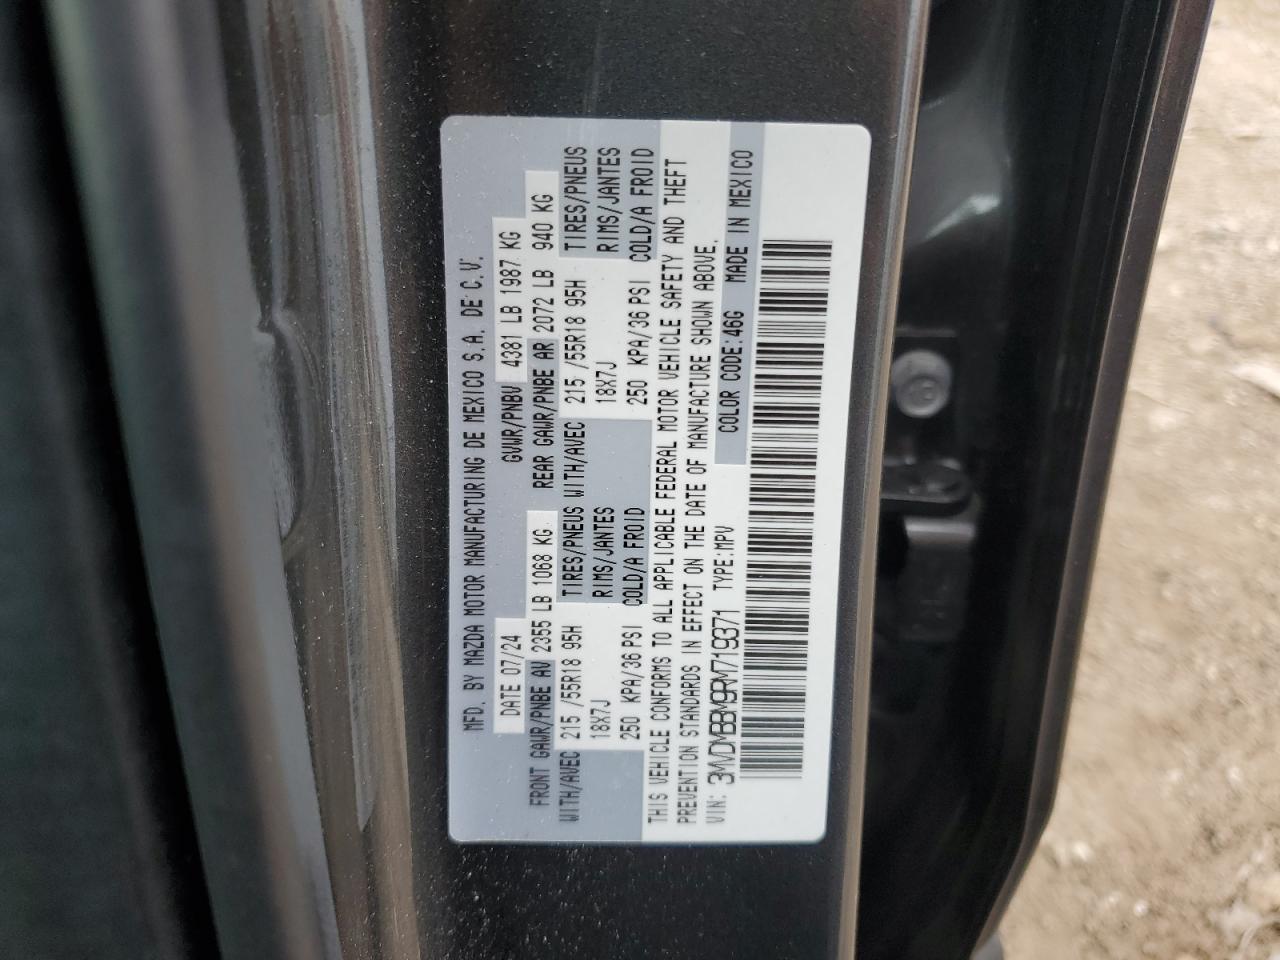 MFD. BY MAZDA MOTOR MANUFACTURING DE MEXICO S.A. DE C.V.
DATE 07/24 GVWR/PNBV 4381 LB 1987 KG
FRONT GAWR/PNBE AV 2355 LB 1068 KG REAR GAWR/PNBE AR 2072 LB 940 KG
WITH/AVEC 215 /55R18 95H TIRES/PNEUS WITH/AVEC 215 /55R18 95H TIRES/PNEUS
18X7J RIMS/JANTES 18X7J RIMS/JANTES
250 KPA/36 PSI COLD/A FROID 250 KPA/36 PSI COLD/A FROID
THIS VEHICLE CONFORMS TO ALL APPLICABLE FEDERAL MOTOR VEHICLE SAFETY AND THEFT
PREVENTION STANDARDS IN EFFECT ON THE DATE OF MANUFACTURE SHOWN ABOVE.
VIN: 3MVDMBBM9RM719371 TYPE:MPV COLOR CODE:46G MADE IN MEXICO